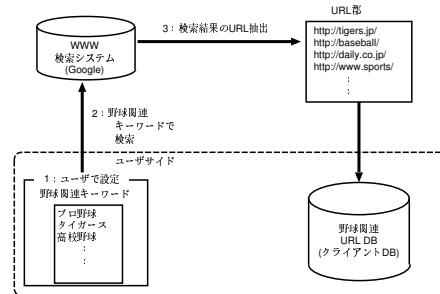 WWW
検索システム
(Google)
3：検索結果のURL抽出
URL部
http://tigers.jp/
http://baseball/
http://daily.co.jp/
http://www.sports/
:
:
2：野球関連
キーワードで
検索
ユーザサイド
1：ユーザで設定
野球関連キーワード
プロ野球
タイガース
高校野球
:
:
野球関連
URL DB
(クライアントDB)